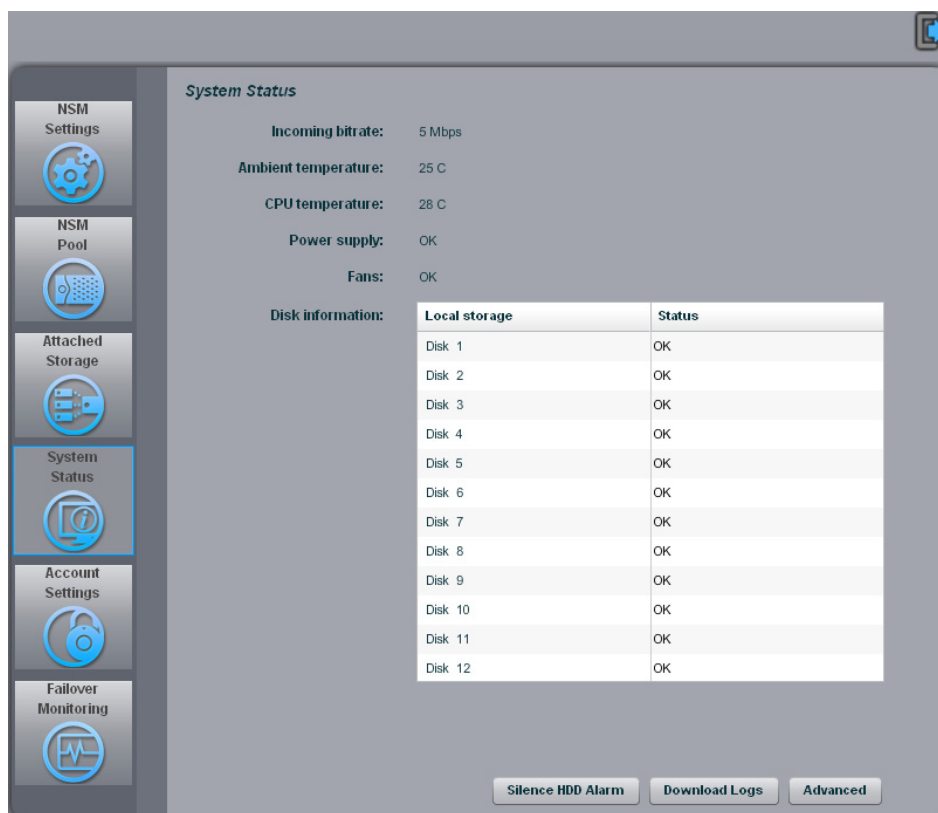 NSM
Settings
NSM
Pool
Attached
Storage
System
Status
Account
Settings
Failover
Monitoring
System Status
Incoming bitrate: 5 Mbps
Ambient temperature: 25 C
CPU temperature: 28 C
Power supply: OK
Fans: OK
Disk information:
Local storage Status
Disk 1 OK
Disk 2 OK
Disk 3 OK
Disk 4 OK
Disk 5 OK
Disk 6 OK
Disk 7 OK
Disk 8 OK
Disk 9 OK
Disk 10 OK
Disk 11 OK
Disk 12 OK
Silence HDD Alarm Download Logs Advanced